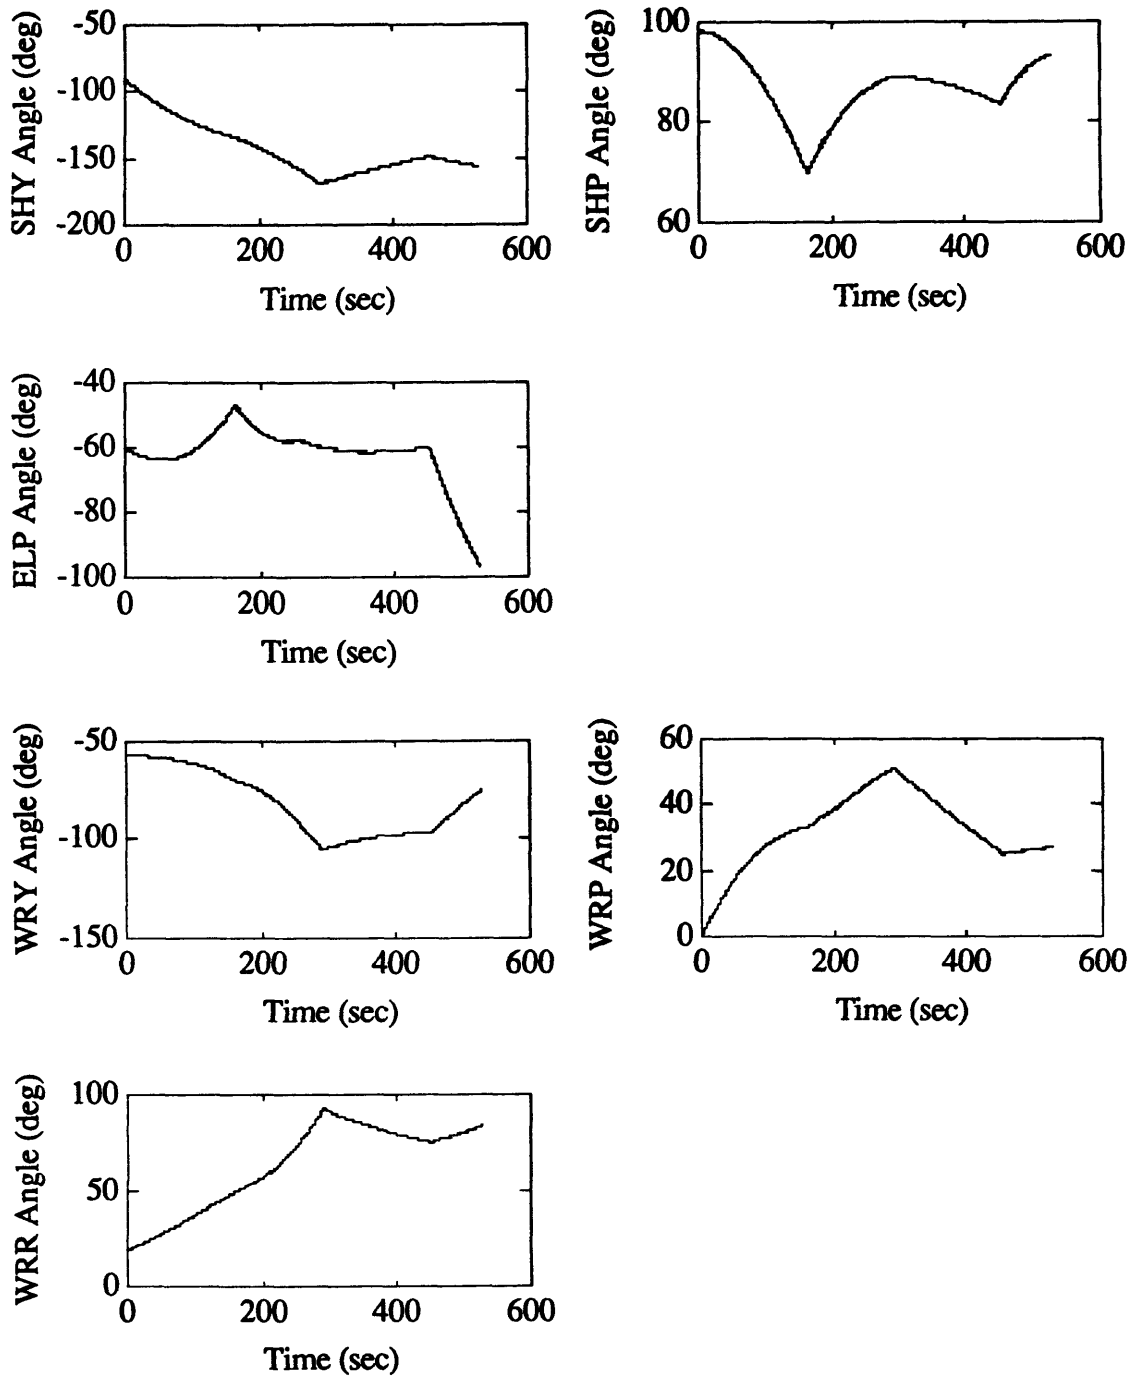 SHY Angle (deg)
-50
-100
-150
-200
0 200 400 600
Time (sec)
SHP Angle (deg)
100
80
60
0 200 400 600
Time (sec)
ELP Angle (deg)
-40
-60
-80
-100
0 200 400 600
Time (sec)
WRY Angle (deg)
-50
-100
-150
0 200 400 600
Time (sec)
WRP Angle (deg)
60
40
20
0
0 200 400 600
Time (sec)
WRR Angle (deg)
100
50
0
0 200 400 600
Time (sec)